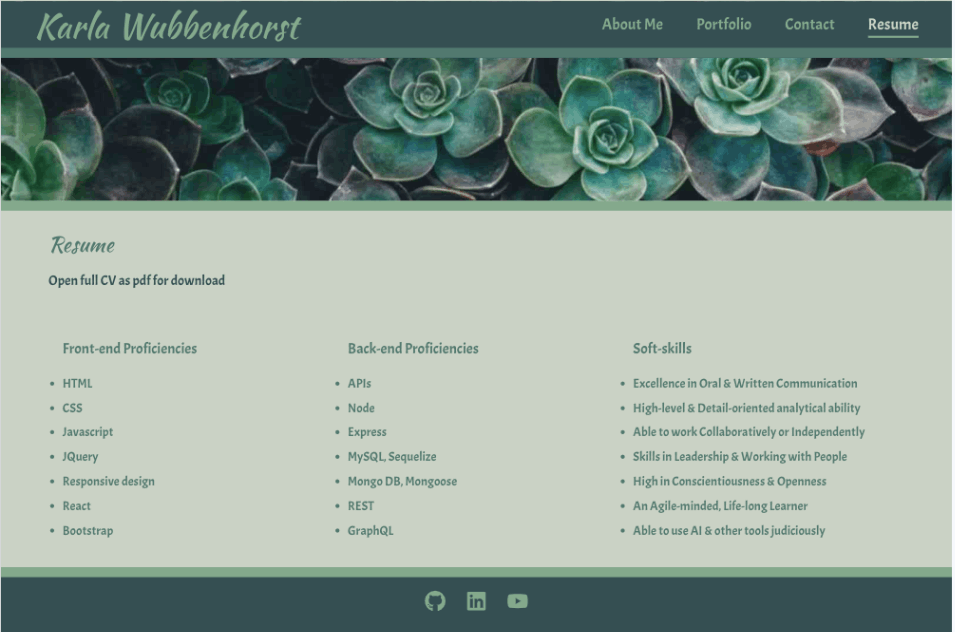 Karla Wubbenhorst
About Me Portfolio Contact Resume
Resume
Open full CV as pdf for download
Front-end Proficiencies
• HTML
• CSS
• Javascript
• JQuery
• Responsive design
• React
• Bootstrap
Back-end Proficiencies
• APIs
• Node
• Express
• MySQL, Sequelize
• Mongo DB, Mongoose
• REST
• GraphQL
Soft-skills
• Excellence in Oral & Written Communication
• High-level & Detail-oriented analytical ability
• Able to work Collaboratively or Independently
• Skills in Leadership & Working with People
• High in Conscientiousness & Openness
• An Agile-minded, Life-long Learner
• Able to use AI & other tools judiciously
in